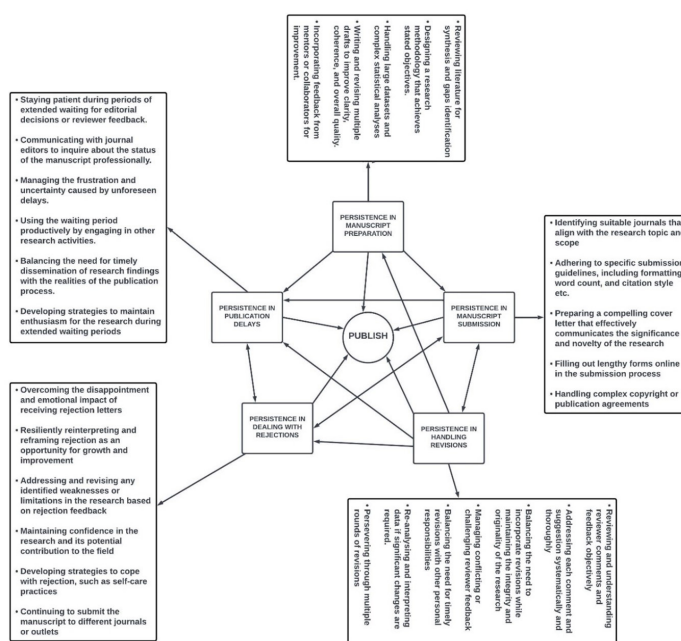 • Reviewing literature for
synthesis and gaps identification
• Designing a research
methodology that achieves
stated objectives.
• Handling large datasets and
complex statistical analyses
• Writing and revising multiple
drafts to improve clarity,
coherence, and overall quality.
• Incorporating feedback from
mentors or collaborators for
improvement.
• Staying patient during periods of
extended waiting for editorial
decisions or reviewer feedback.
• Communicating with journal
editors to inquire about the status
of the manuscript professionally.
• Managing the frustration and
uncertainty caused by unforeseen
delays.
• Using the waiting period
productively by engaging in other
research activities.
• Balancing the need for timely
dissemination of research findings
with the realities of the publication
process.
• Developing strategies to maintain
enthusiasm for the research during
extended waiting periods
PERSISTENCE IN
MANUSCRIPT
PREPARATION
PERSISTENCE IN
PUBLICATION
DELAYS
PUBLISH
PERSISTENCE IN
MANUSCRIPT
SUBMISSION
• Identifying suitable journals tha
align with the research topic and
scope
• Adhering to specific submission
guidelines, including formatting
word count, and citation style
etc.
• Preparing a compelling cover
letter that effectively
communicates the significance
and novelty of the research
• Filling out lengthy forms online
in the submission process
• Handling complex copyright or
publication agreements
PERSISTENCE IN
DEALING WITH
REJECTIONS
PERSISTENCE IN
HANDLING
REVISIONS
• Overcoming the disappointment
and emotional impact of
receiving rejection letters
• Resiliently reinterpreting and
reframing rejection as an
opportunity for growth and
improvement
• Addressing and revising any
identified weaknesses or
limitations in the research based
on rejection feedback
• Maintaining confidence in the
research and its potential
contribution to the field
• Developing strategies to cope
with rejection, such as self-care
practices
• Continuing to submit the
manuscript to different journals
or outlets
• Reviewing and understanding
reviewer comments and
feedback objectively
• Addressing each comment and
suggestion systematically and
thoroughly
• Balancing the need to
incorporate revisions while
maintaining the integrity and
originality of the research
• Managing conflicting or
challenging reviewer feedback
• Balancing the need for timely
revisions with other personal
responsibilities
• Re-analysing and interpreting
data if significant changes are
required.
• Persevering through multiple
rounds of revisions